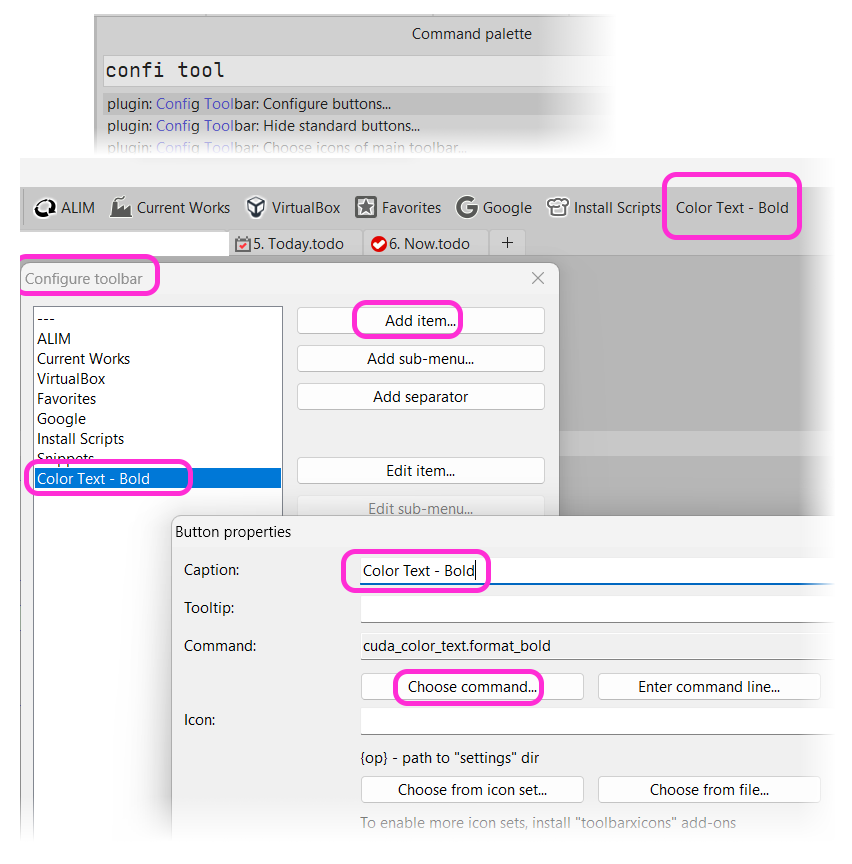 Command palette
confi tool
plugin: Config Toolbar: Configure buttons...
plugin: Config Toolbar: Hide standard buttons...
plugin: Config Toolbar: Choose icons of main toolbar...
ALIM Current Works VirtualBox Favorites Google Install Scripts Color Text - Bold
5. Today.todo 6. Now.todo +
Configure toolbar
---
ALIM
Current Works
VirtualBox
Favorites
Google
Install Scripts
Snippets
Color Text - Bold
Add item...
Add sub-menu...
Add separator
Edit item...
Edit sub-menu...
Button properties
Caption: Color Text - Bold
Tooltip:
Command: cuda_color_text.format_bold
Choose command... Enter command line...
Icon:
{op} - path to "settings" dir
Choose from icon set... Choose from file...
To enable more icon sets, install "toolbarxicons" add-ons